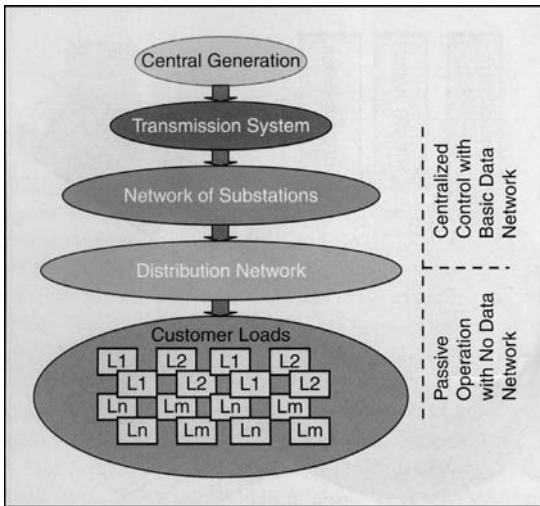 Central Generation
Transmission System
Network of Substations
Distribution Network
Customer Loads
L1 L2 L1 L2
L1 L2 L1 L2
Ln Lm Ln Lm
Ln Lm Ln Lm
Centralized
Control with
Basic Data
Network
Passive
Operation
with No Data
Network